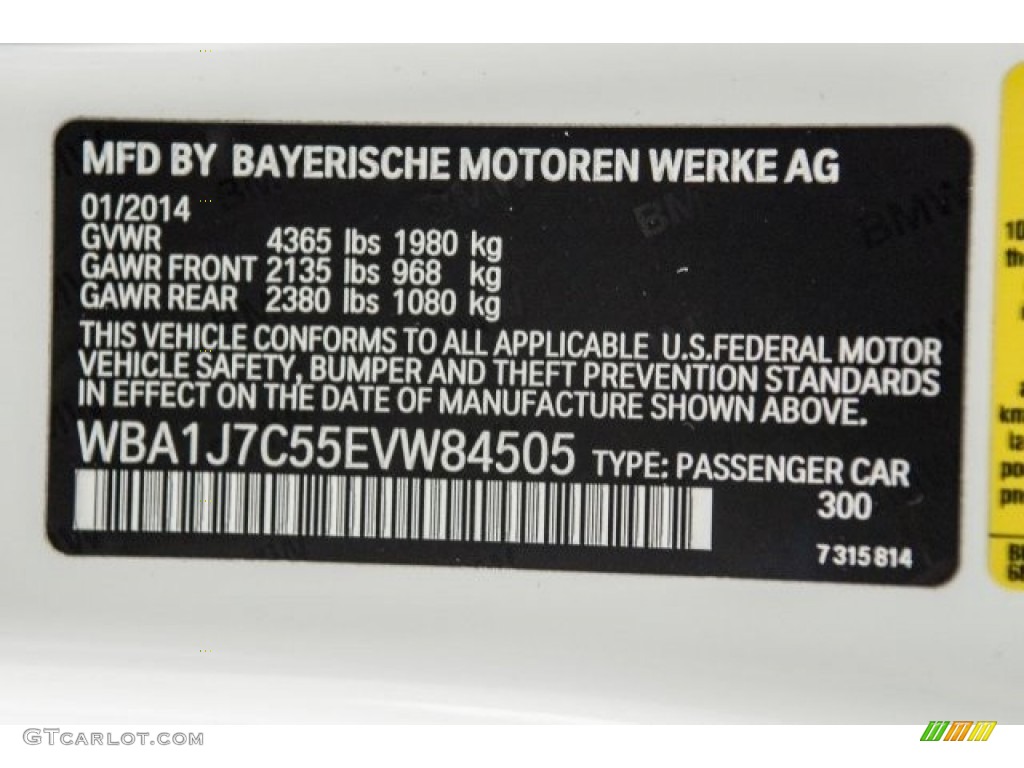 MFD BY BAYERISCHE MOTOREN WERKE AG
01/2014
GVWR 4365 lbs 1980 kg
GAWR FRONT 2135 lbs 968 kg
GAWR REAR 2380 lbs 1080 kg
THIS VEHICLE CONFORMS TO ALL APPLICABLE U.S.FEDERAL MOTOR
VEHICLE SAFETY, BUMPER AND THEFT PREVENTION STANDARDS
IN EFFECT ON THE DATE OF MANUFACTURE SHOWN ABOVE.
WBA1J7C55EVW84505 TYPE: PASSENGER CAR
300
7 315 814
BMW
BMW
GTCARLOT.COM